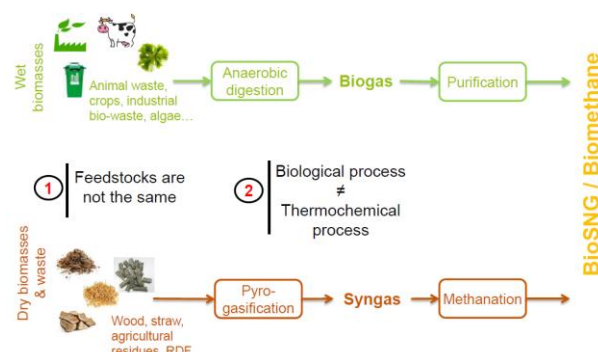 Wet
biomasses
Animal waste,
crops, industrial
bio-waste, algae...
Anaerobic
digestion
Biogas
Purification
1
Feedstocks are
not the same
2
Biological process
≠
Thermochemical
process
Dry biomasses
& waste
Wood, straw,
agricultural
residues, RDF
Pyro-
gasification
Syngas
Methanation
BioSNG / Biomethane